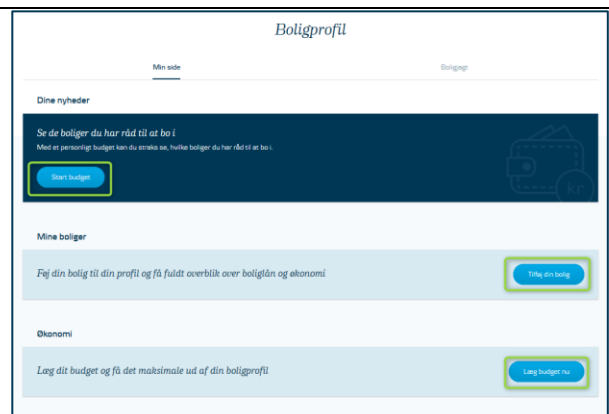 Boligprofil
Min side
Boligjagt
Dine nyheder
Se de boliger du har råd til at bo i
Med et personligt budget kan du straks se, hvilke boliger du har råd til at bo i.
Start budget
kr
Mine boliger
Føj din bolig til din profil og få fuldt overblik over boliglån og økonomi
Tilføj din bolig
Økonomi
Læg dit budget og få det maksimale ud af din boligprofil
Læg budget nu